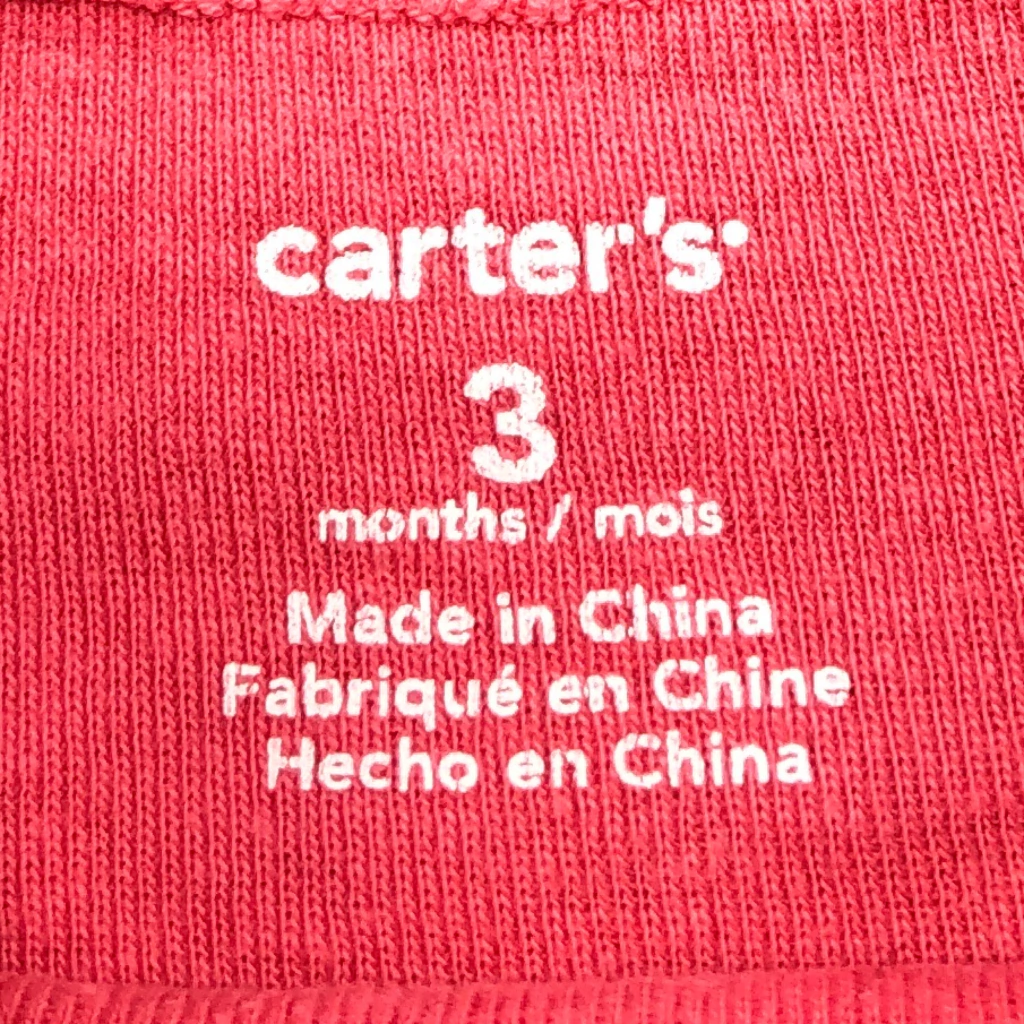 carter's
3
months / mois
Made in China
Fabriqué en Chine
Hecho en China